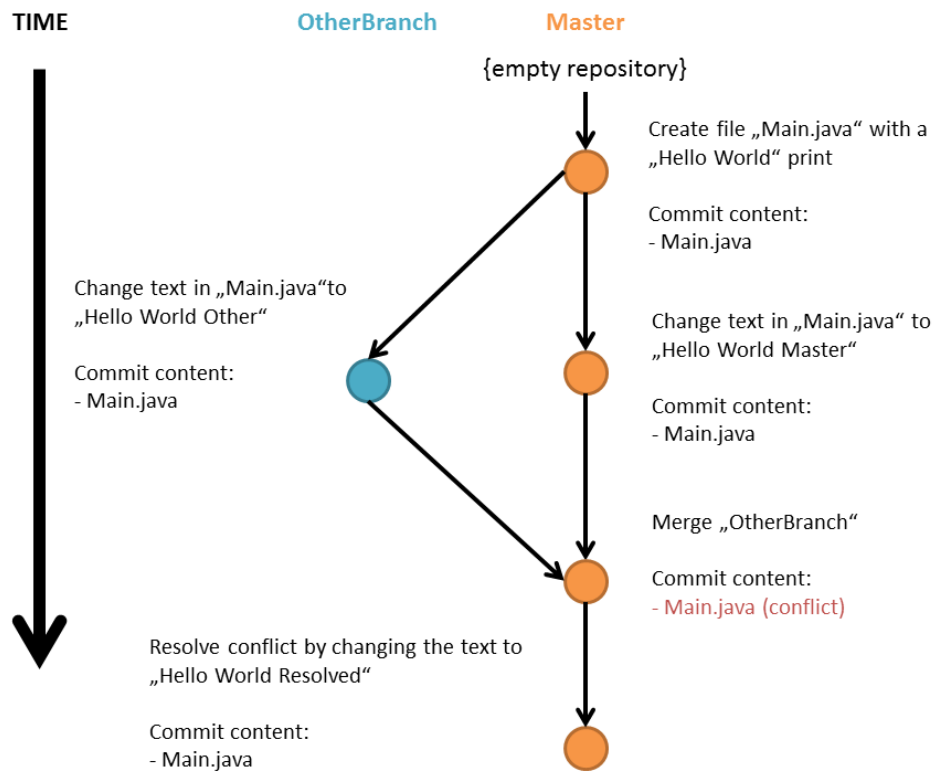 TIME
OtherBranch
Master
{empty repository}
Create file „Main.java“ with a
„Hello World“ print
Commit content:
- Main.java
Change text in „Main.java“to
„Hello World Other“
Commit content:
- Main.java
Change text in „Main.java“ to
„Hello World Master“
Commit content:
- Main.java
Merge „OtherBranch“
Commit content:
- Main.java (conflict)
Resolve conflict by changing the text to
„Hello World Resolved“
Commit content:
- Main.java